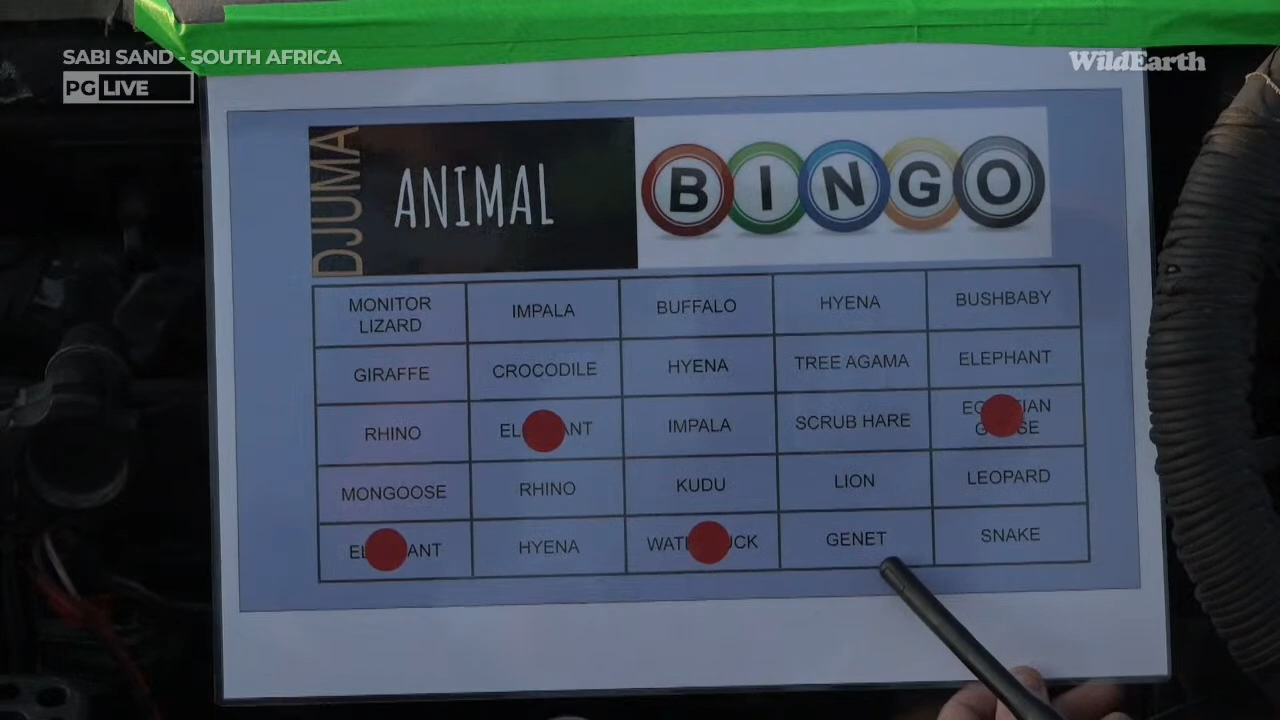 SABI SAND - SOUTH AFRICA
PG LIVE
WildEarth
DJUMA
ANIMAL
BINGO
MONITOR LIZARD IMPALA BUFFALO HYENA BUSHBABY
GIRAFFE CROCODILE HYENA TREE AGAMA ELEPHANT
RHINO IMPALA SCRUB HARE
MONGOOSE RHINO KUDU LION LEOPARD
HYENA GENET SNAKE